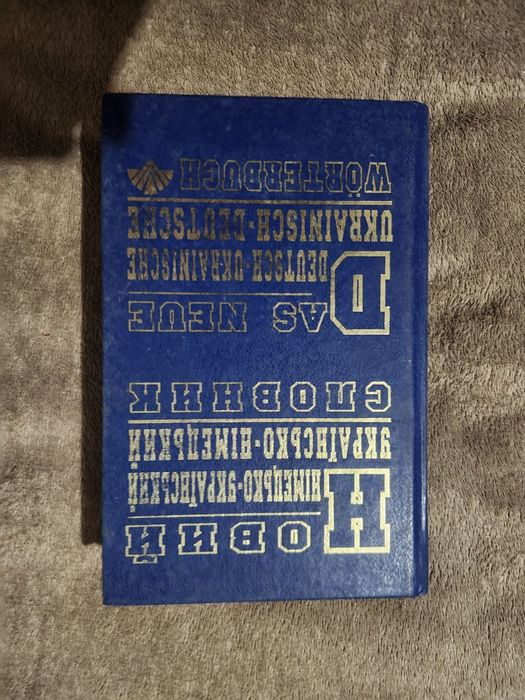 НОВИЙ
НІМЕЦЬКО-УКРАЇНСЬКИЙ
УКРАЇНСЬКО-НІМЕЦЬКИЙ
СЛОВНИК
DAS NEUE
DEUTSCH-UKRAINISCHE
UKRAINISCH-DEUTSCHE
WÖRTERBUCH